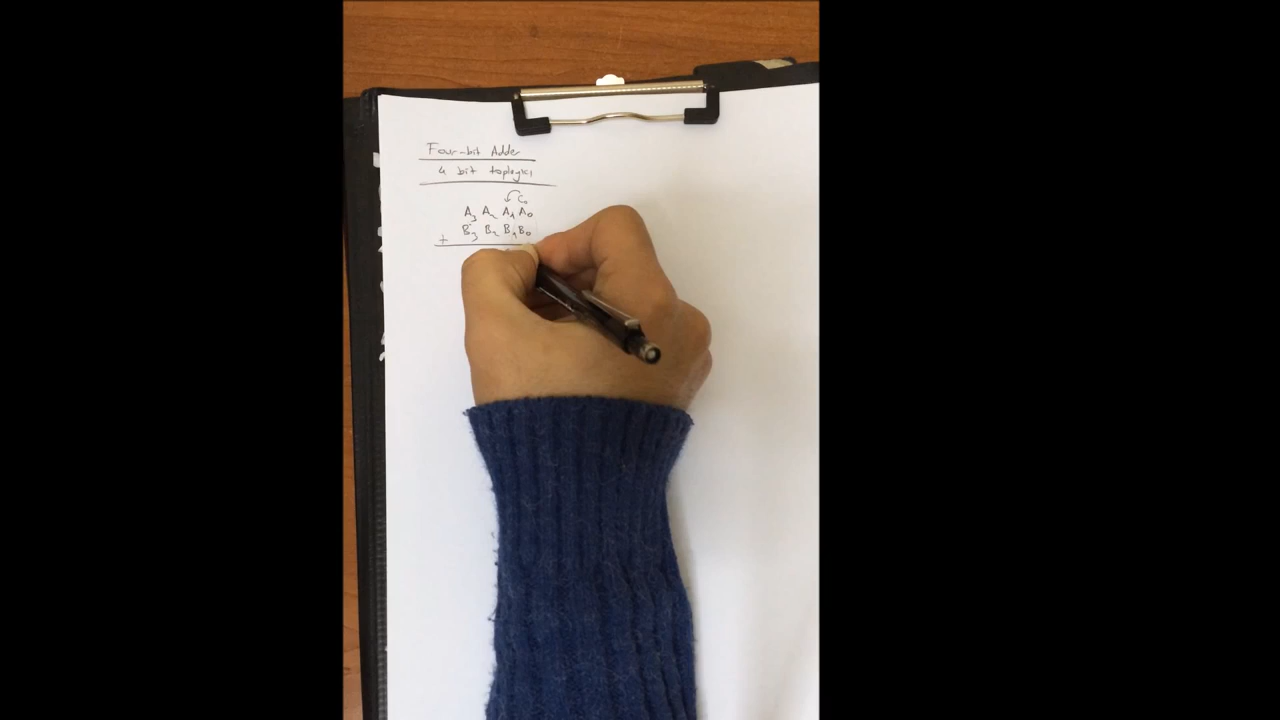 Four-bit Adder
4 bit toplayıcı
C₀
A₃ A₂ A₁ A₀
B₃ B₂ B₁ B₀
+